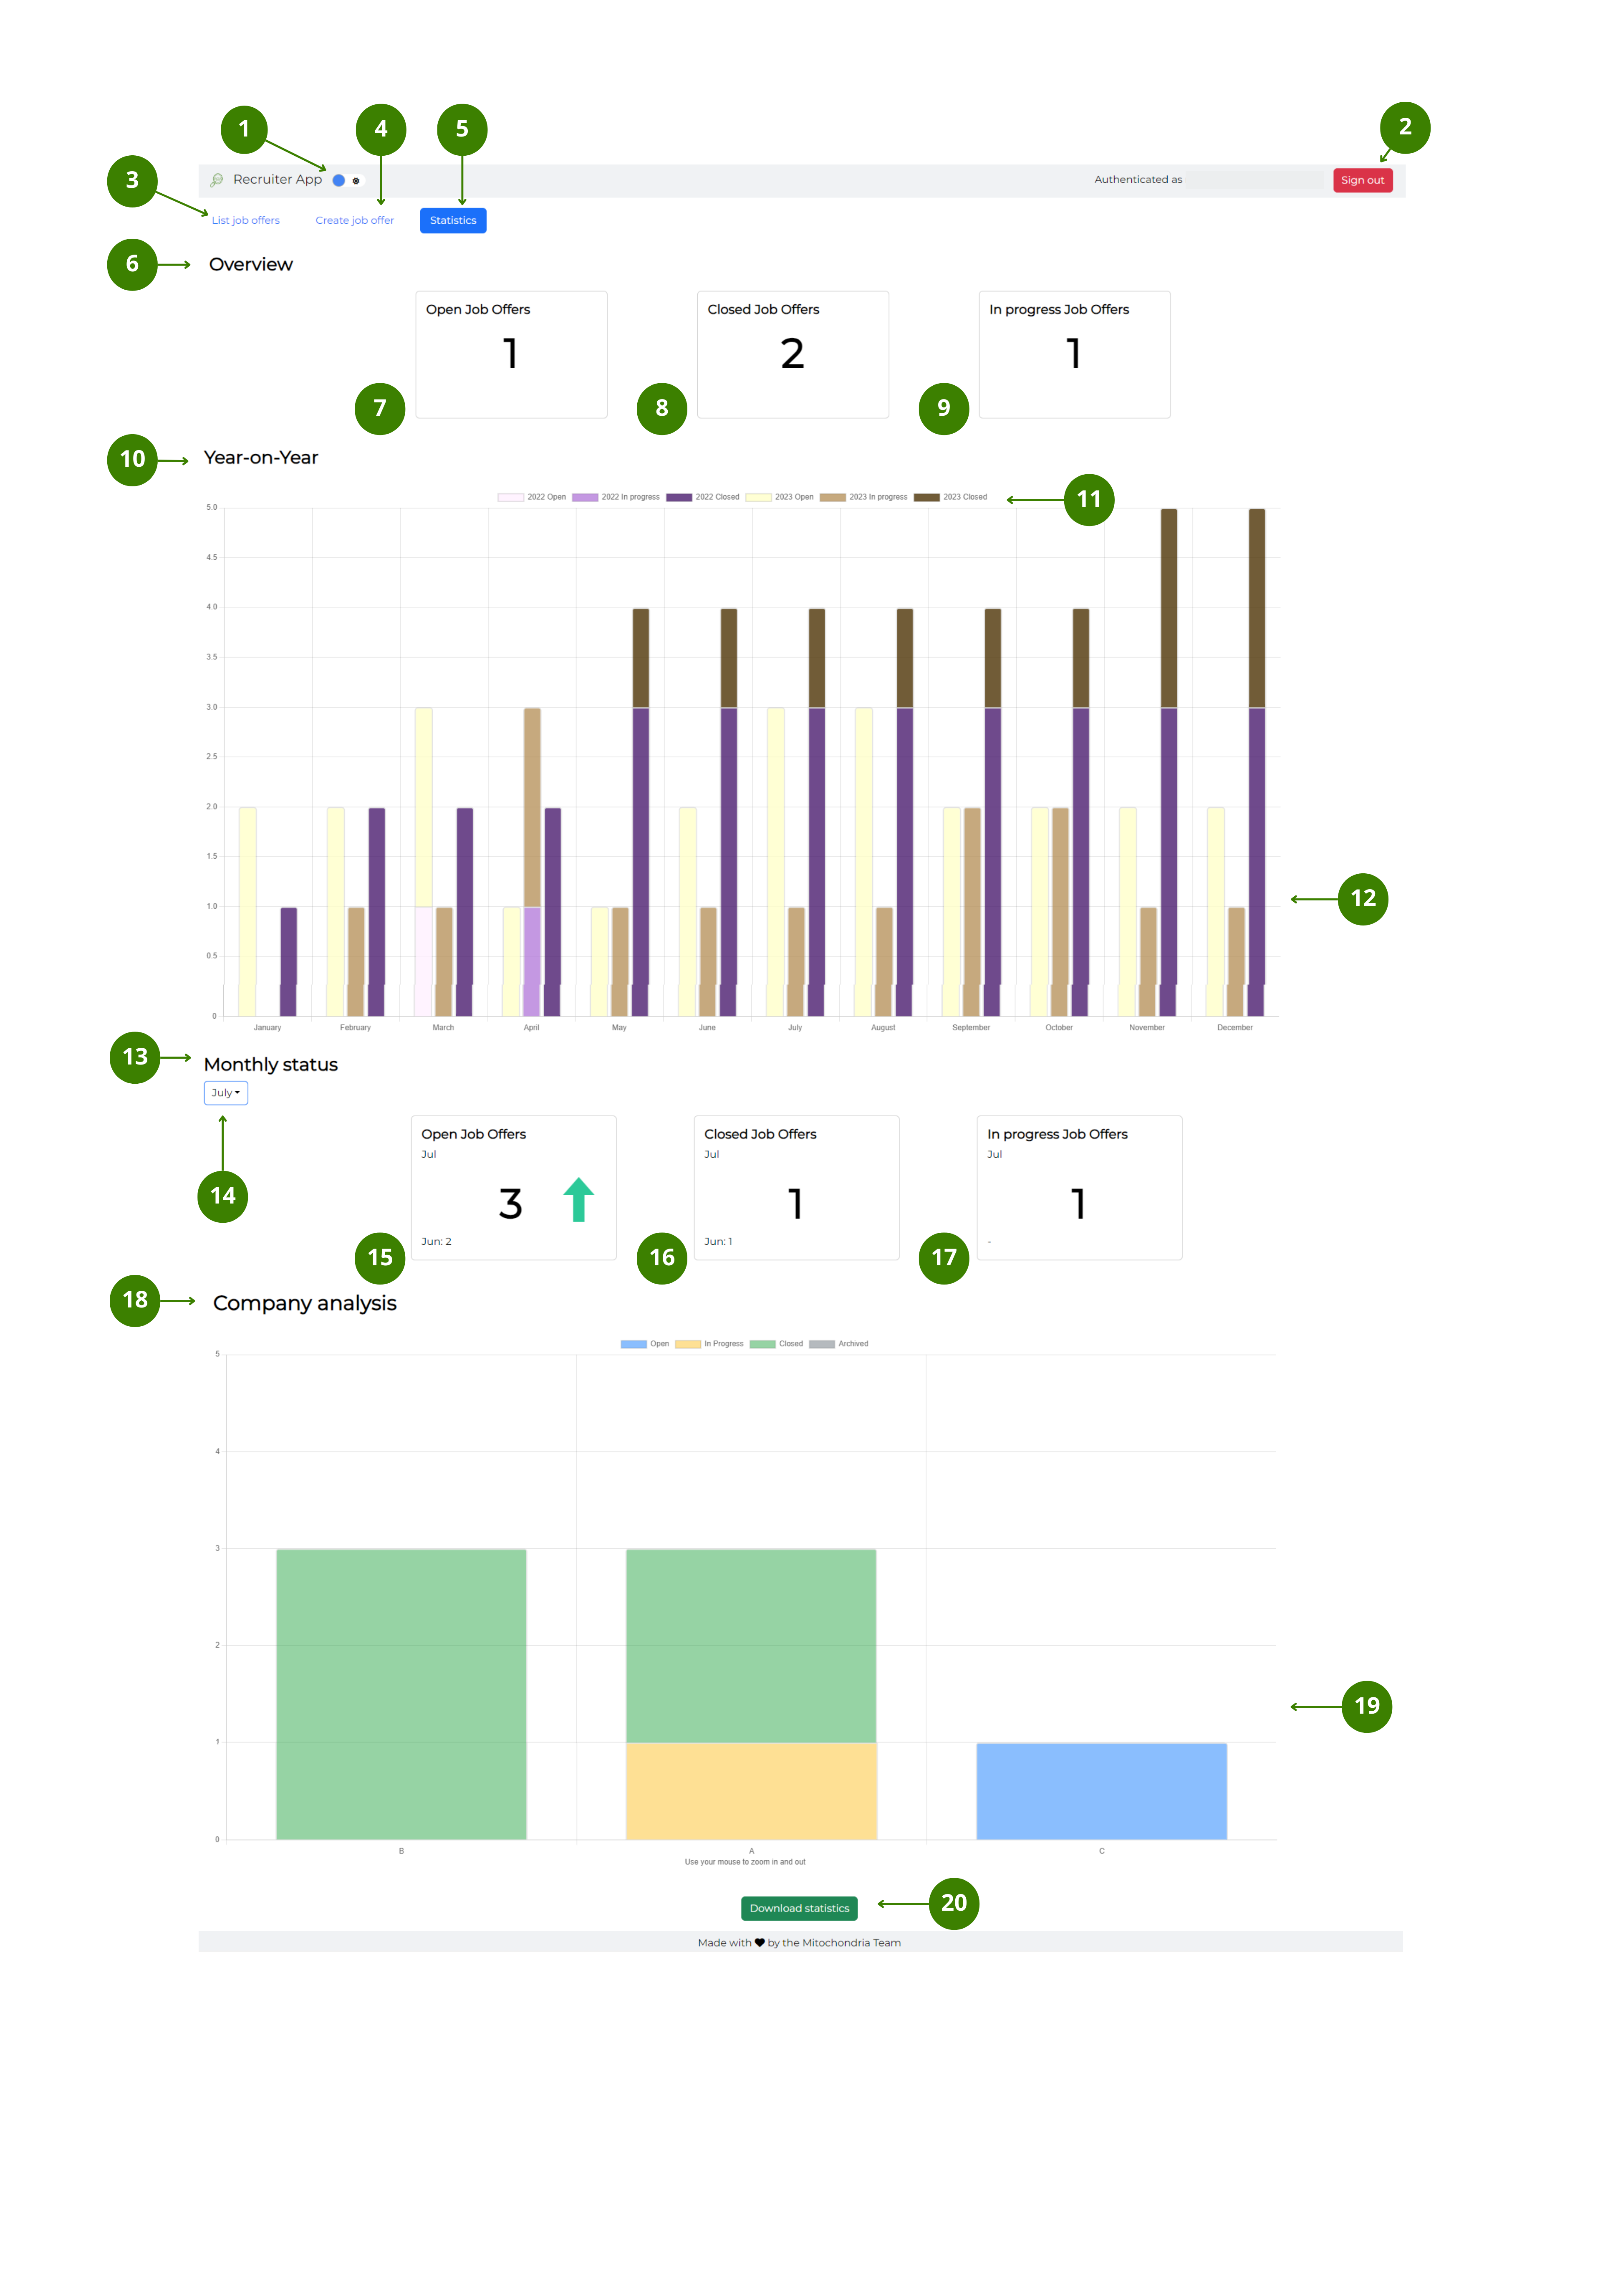 1
4
5
2
3
Recruiter App
Authenticated as
Sign out
List job offers
Create job offer
Statistics
6
Overview
Open Job Offers
1
Closed Job Offers
2
In progress Job Offers
1
7
8
9
10
Year-on-Year
2022 Open
2022 In progress
2022 Closed
2023 Open
2023 In progress
2023 Closed
11
5.0
4.5
4.0
3.5
3.0
2.5
2.0
1.5
1.0
0.5
0
12
January
February
March
April
May
June
July
August
September
October
November
December
13
Monthly status
July
14
Open Job Offers
Jul
3
Jun: 2
Closed Job Offers
Jul
1
Jun: 1
In progress Job Offers
Jul
1
-
15
16
17
18
Company analysis
Open
In Progress
Closed
Archived
5
4
3
2
1
0
19
B
A
C
Use your mouse to zoom in and out
Download statistics
20
Made with ♥ by the Mitochondria Team